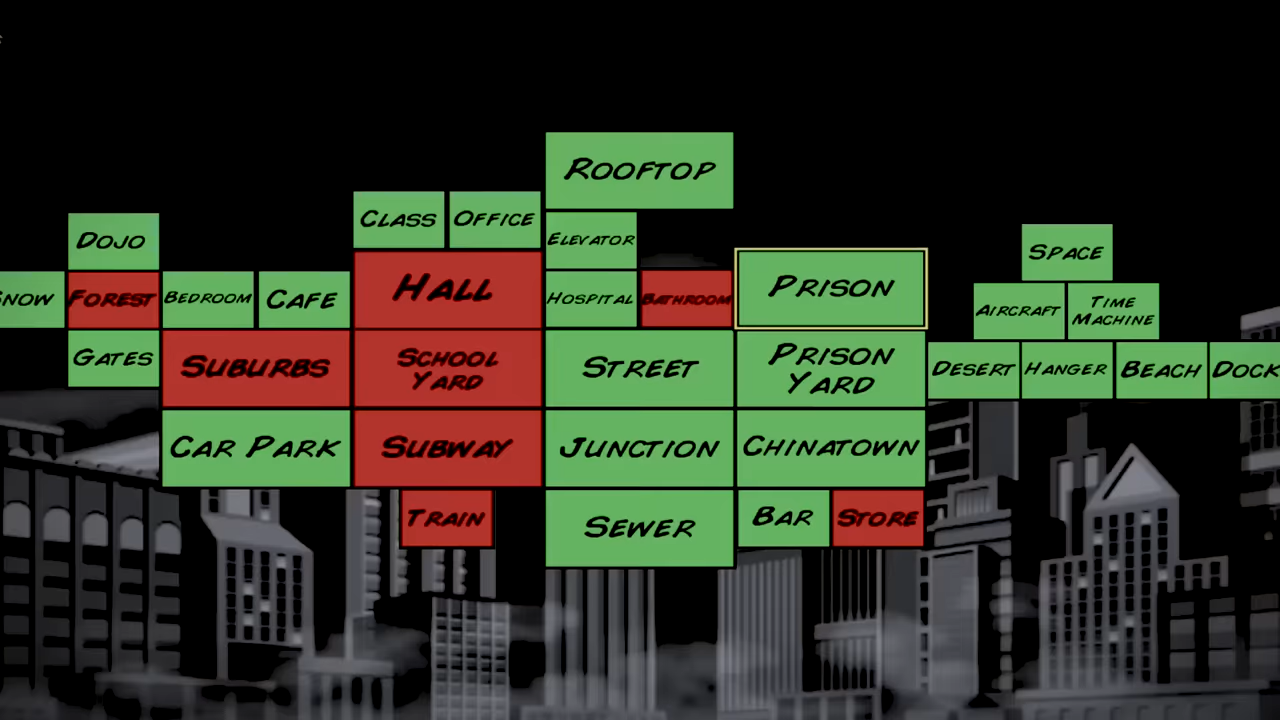 ROOFTOP
CLASS
OFFICE
DOJO
ELEVATOR
SPACE
SNOW
FOREST
BEDROOM
CAFE
HALL
HOSPITAL
BATHROOM
PRISON
AIRCRAFT
TIME
MACHINE
GATES
SUBURBS
SCHOOL
YARD
STREET
PRISON
YARD
DESERT
HANGER
BEACH
DOCK
CAR PARK
SUBWAY
JUNCTION
CHINATOWN
TRAIN
SEWER
BAR
STORE